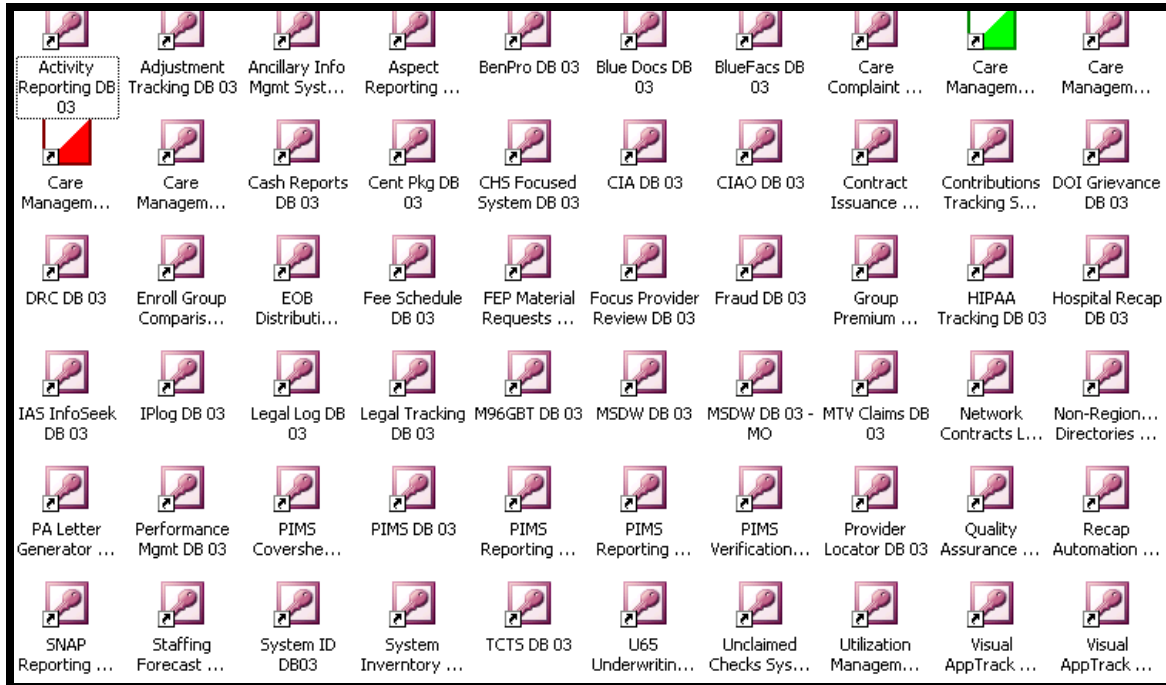 Activity Reporting DB 03
Adjustment Tracking DB 03
Ancillary Info Mgmt Syst...
Aspect Reporting ...
BenPro DB 03
Blue Docs DB 03
BlueFacs DB 03
Care Complaint ...
Care Managem...
Care Managem...
Care Managem...
Care Managem...
Cash Reports DB 03
Cent Pkg DB 03
CHS Focused System DB 03
CIA DB 03
CIAO DB 03
Contract Issuance ...
Contributions Tracking S...
DOI Grievance DB 03
DRC DB 03
Enroll Group Comparis...
EOB Distributi...
Fee Schedule DB 03
FEP Material Requests ...
Focus Provider Review DB 03
Fraud DB 03
Group Premium ...
HIPAA Tracking DB 03
Hospital Recap DB 03
IAS InfoSeek DB 03
IPlog DB 03
Legal Log DB 03
Legal Tracking DB 03
M96GBT DB 03
MSDW DB 03
MSDW DB 03 - MO
MTV Claims DB 03
Network Contracts L...
Non-Region... Directories ...
PA Letter Generator ...
Performance Mgmt DB 03
PIMS Covershe...
PIMS DB 03
PIMS Reporting ...
PIMS Reporting ...
PIMS Verification...
Provider Locator DB 03
Quality Assurance ...
Recap Automation ...
SNAP Reporting ...
Staffing Forecast ...
System ID DB03
System Inverntory ...
TCTS DB 03
U65 Underwritin...
Unclaimed Checks Sys...
Utilization Managem...
Visual AppTrack ...
Visual AppTrack ...